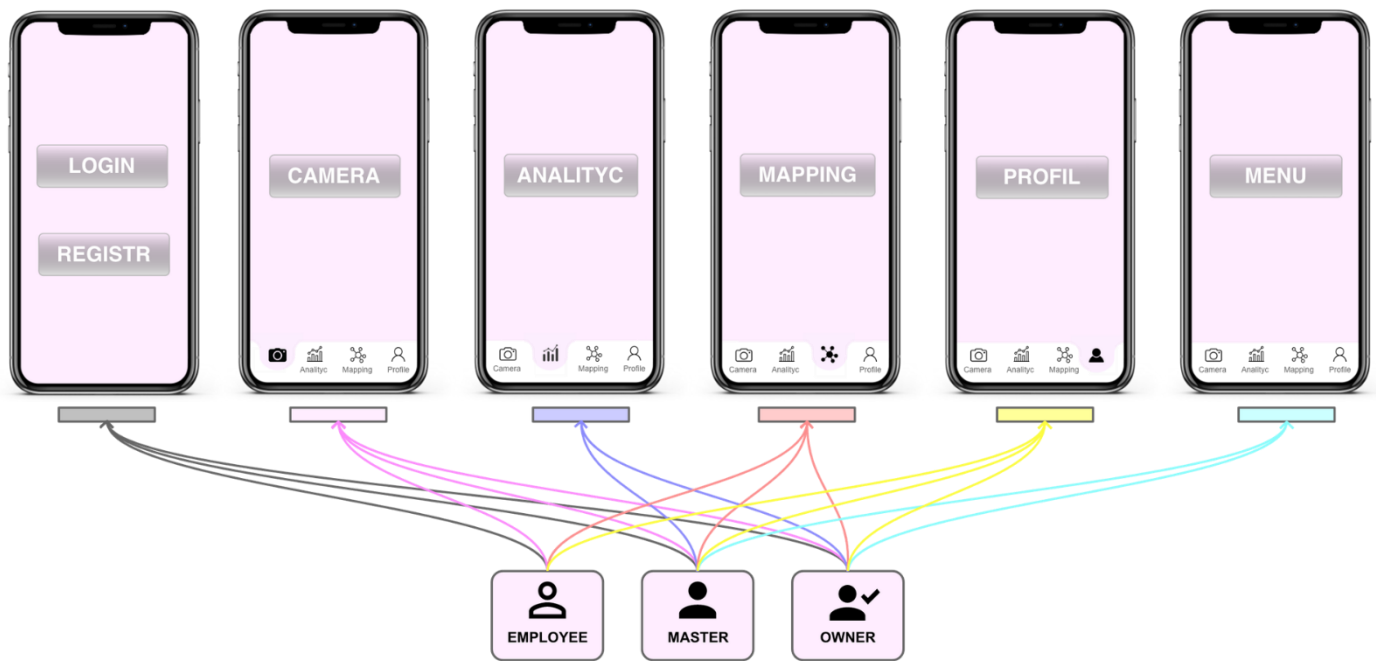 LOGIN
REGISTR
CAMERA
Analityc Mapping Profile
ANALITYC
Camera Mapping Profile
MAPPING
Camera Analityc Profile
PROFIL
Camera Analityc Mapping
MENU
Camera Analityc Mapping Profile
EMPLOYEE
MASTER
OWNER